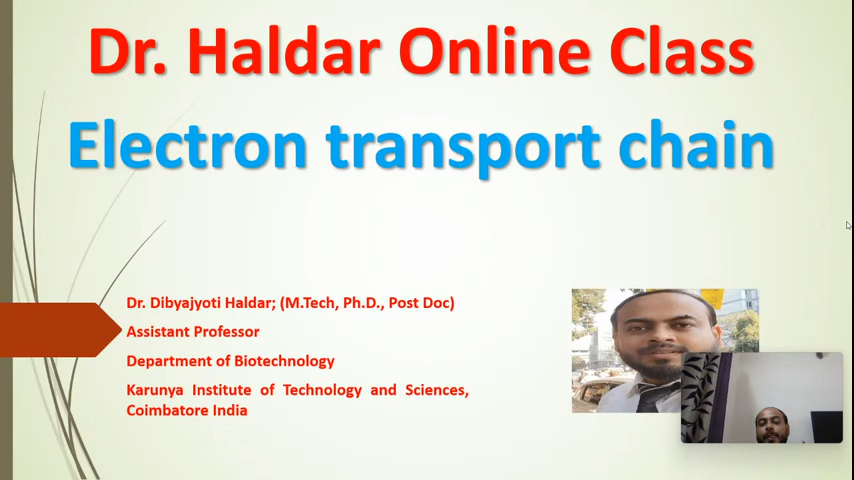 Dr. Haldar Online Class
Electron transport chain
Dr. Dibyajyoti Haldar; (M.Tech, Ph.D., Post Doc)
Assistant Professor
Department of Biotechnology
Karunya Institute of Technology and Sciences,
Coimbatore India